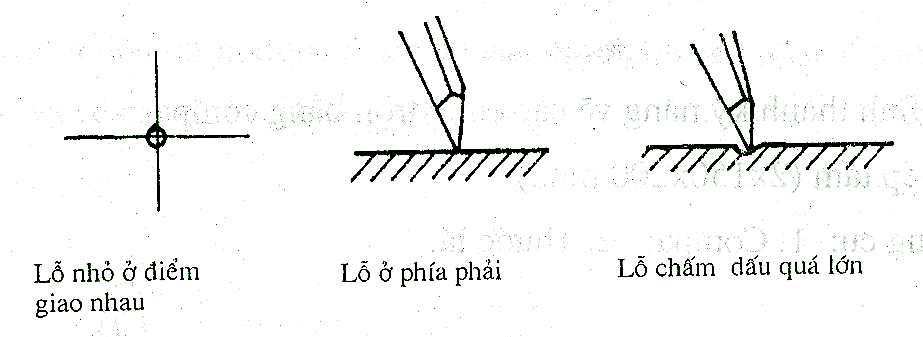 Lỗ nhỏ ở điểm
giao nhau
Lỗ ở phía phải
Lỗ chấm dấu quá lớn